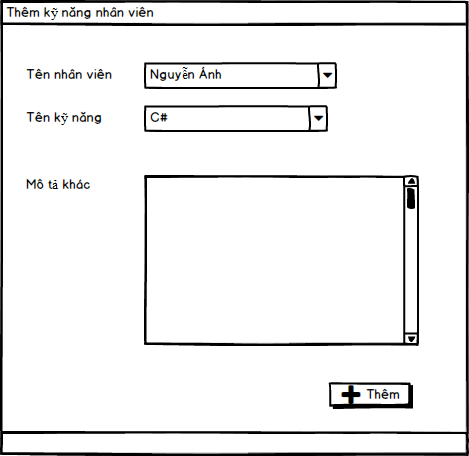 Thêm kỹ năng nhân viên
Tên nhân viên
Nguyễn Ánh
Tên kỹ năng
C#
Mô tả khác
Thêm